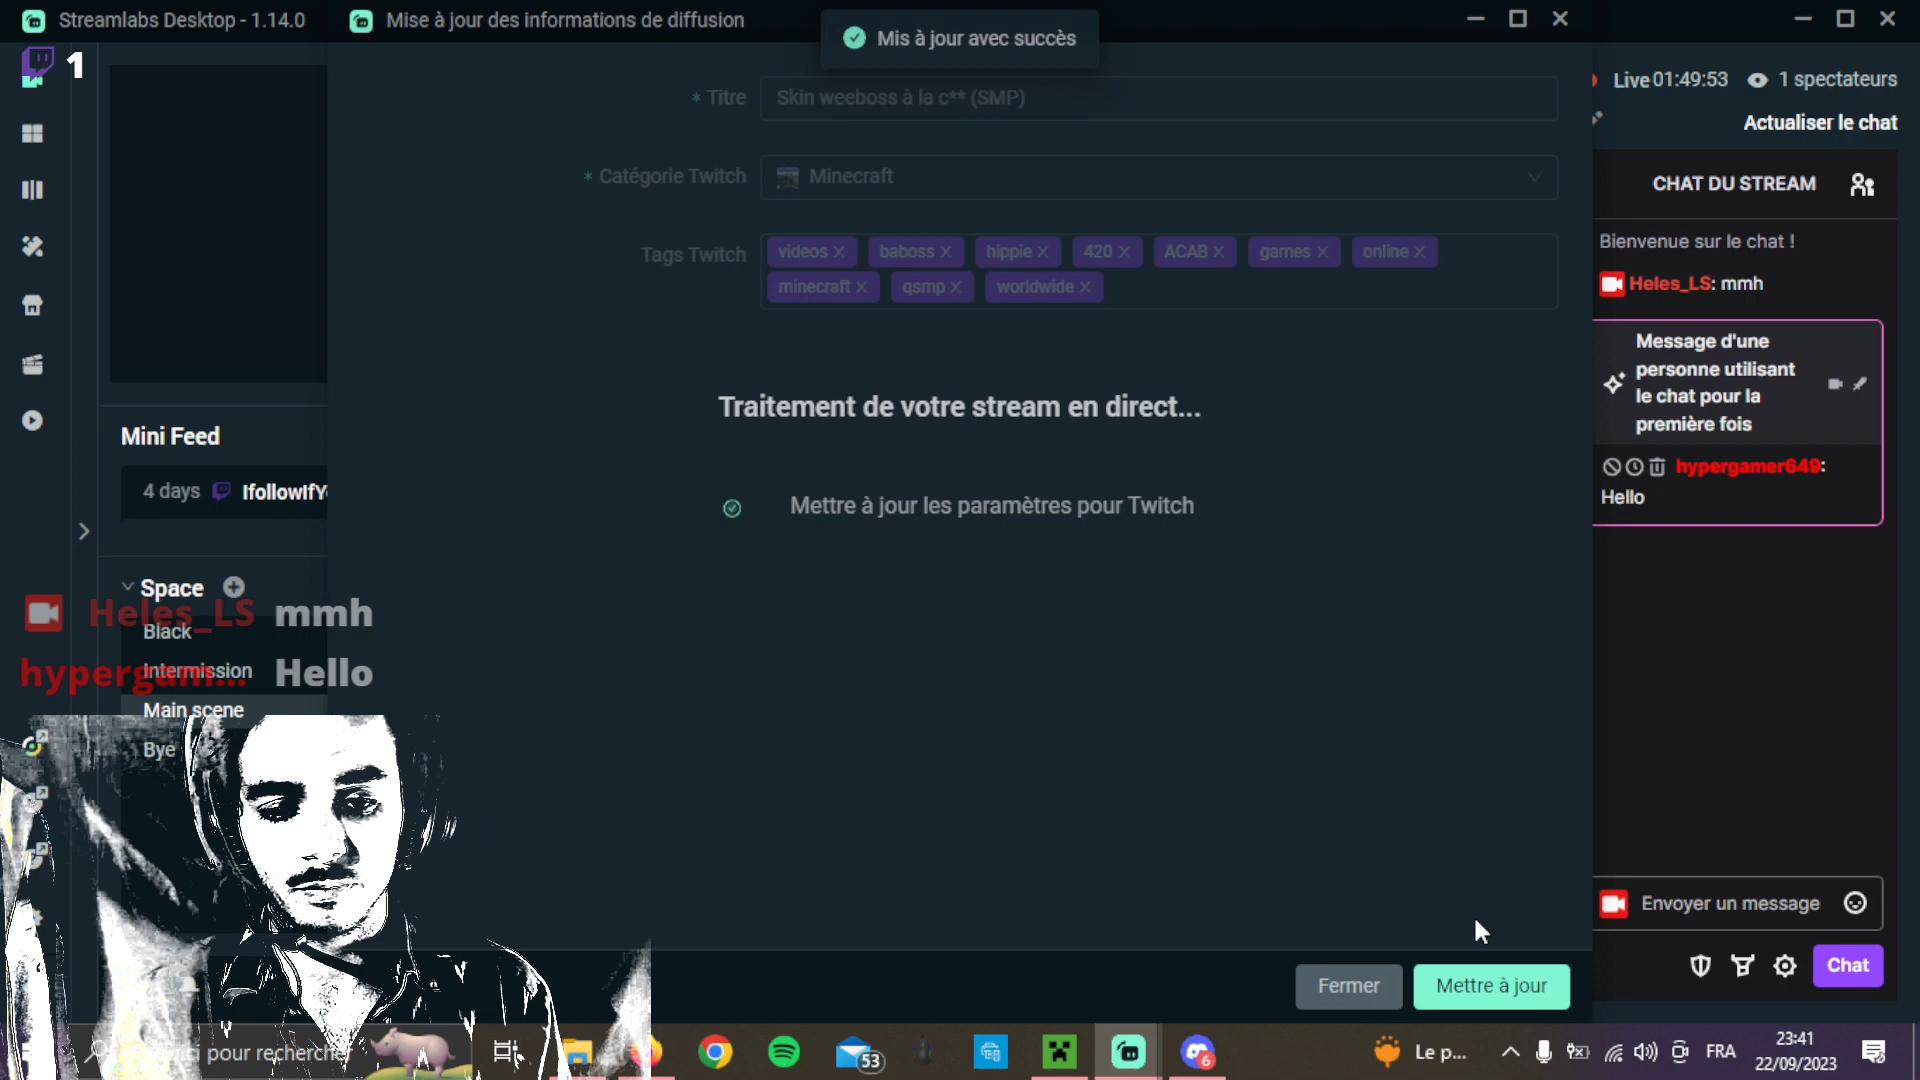 Streamlabs Desktop - 1.14.0
Mise à jour des informations de diffusion
Mis à jour avec succès
1
* Titre
Skin weeboss à la c** (SMP)
* Catégorie Twitch
Minecraft
Tags Twitch
videos
baboss
hippie
420
ACAB
games
online
minecraft
qsmp
worldwide
Traitement de votre stream en direct...
Mettre à jour les paramètres pour Twitch
Live 01:49:53
1 spectateurs
Actualiser le chat
CHAT DU STREAM
Bienvenue sur le chat !
Heles_LS: mmh
Message d'une
personne utilisant
le chat pour la
première fois
hypergamer649:
Hello
Mini Feed
4 days
Space
Black
Intermission
Main scene
Bye
Heles_LS mmh
hypergam... Hello
Envoyer un message
Chat
Fermer
Mettre à jour
ici pour rechercher
53
6
Le p...
FRA
23:41
22/09/2023